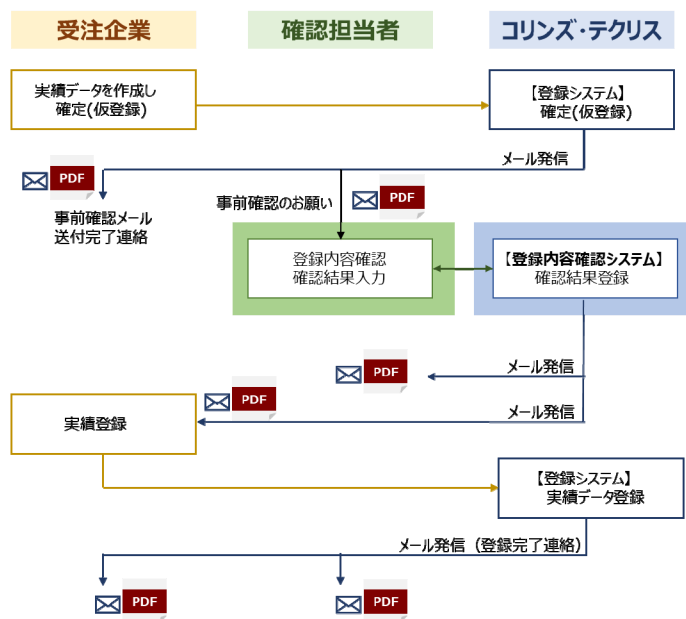 受注企業
確認担当者
コリンズ・テクリス
実績データを作成し
確定(仮登録)
【登録システム】
確定(仮登録)
メール発信
PDF
事前確認メール
送付完了連絡
事前確認のお願い
PDF
登録内容確認
確認結果入力
【登録内容確認システム】
確認結果登録
メール発信
PDF
メール発信
PDF
実績登録
【登録システム】
実績データ登録
メール発信（登録完了連絡)
PDF
PDF